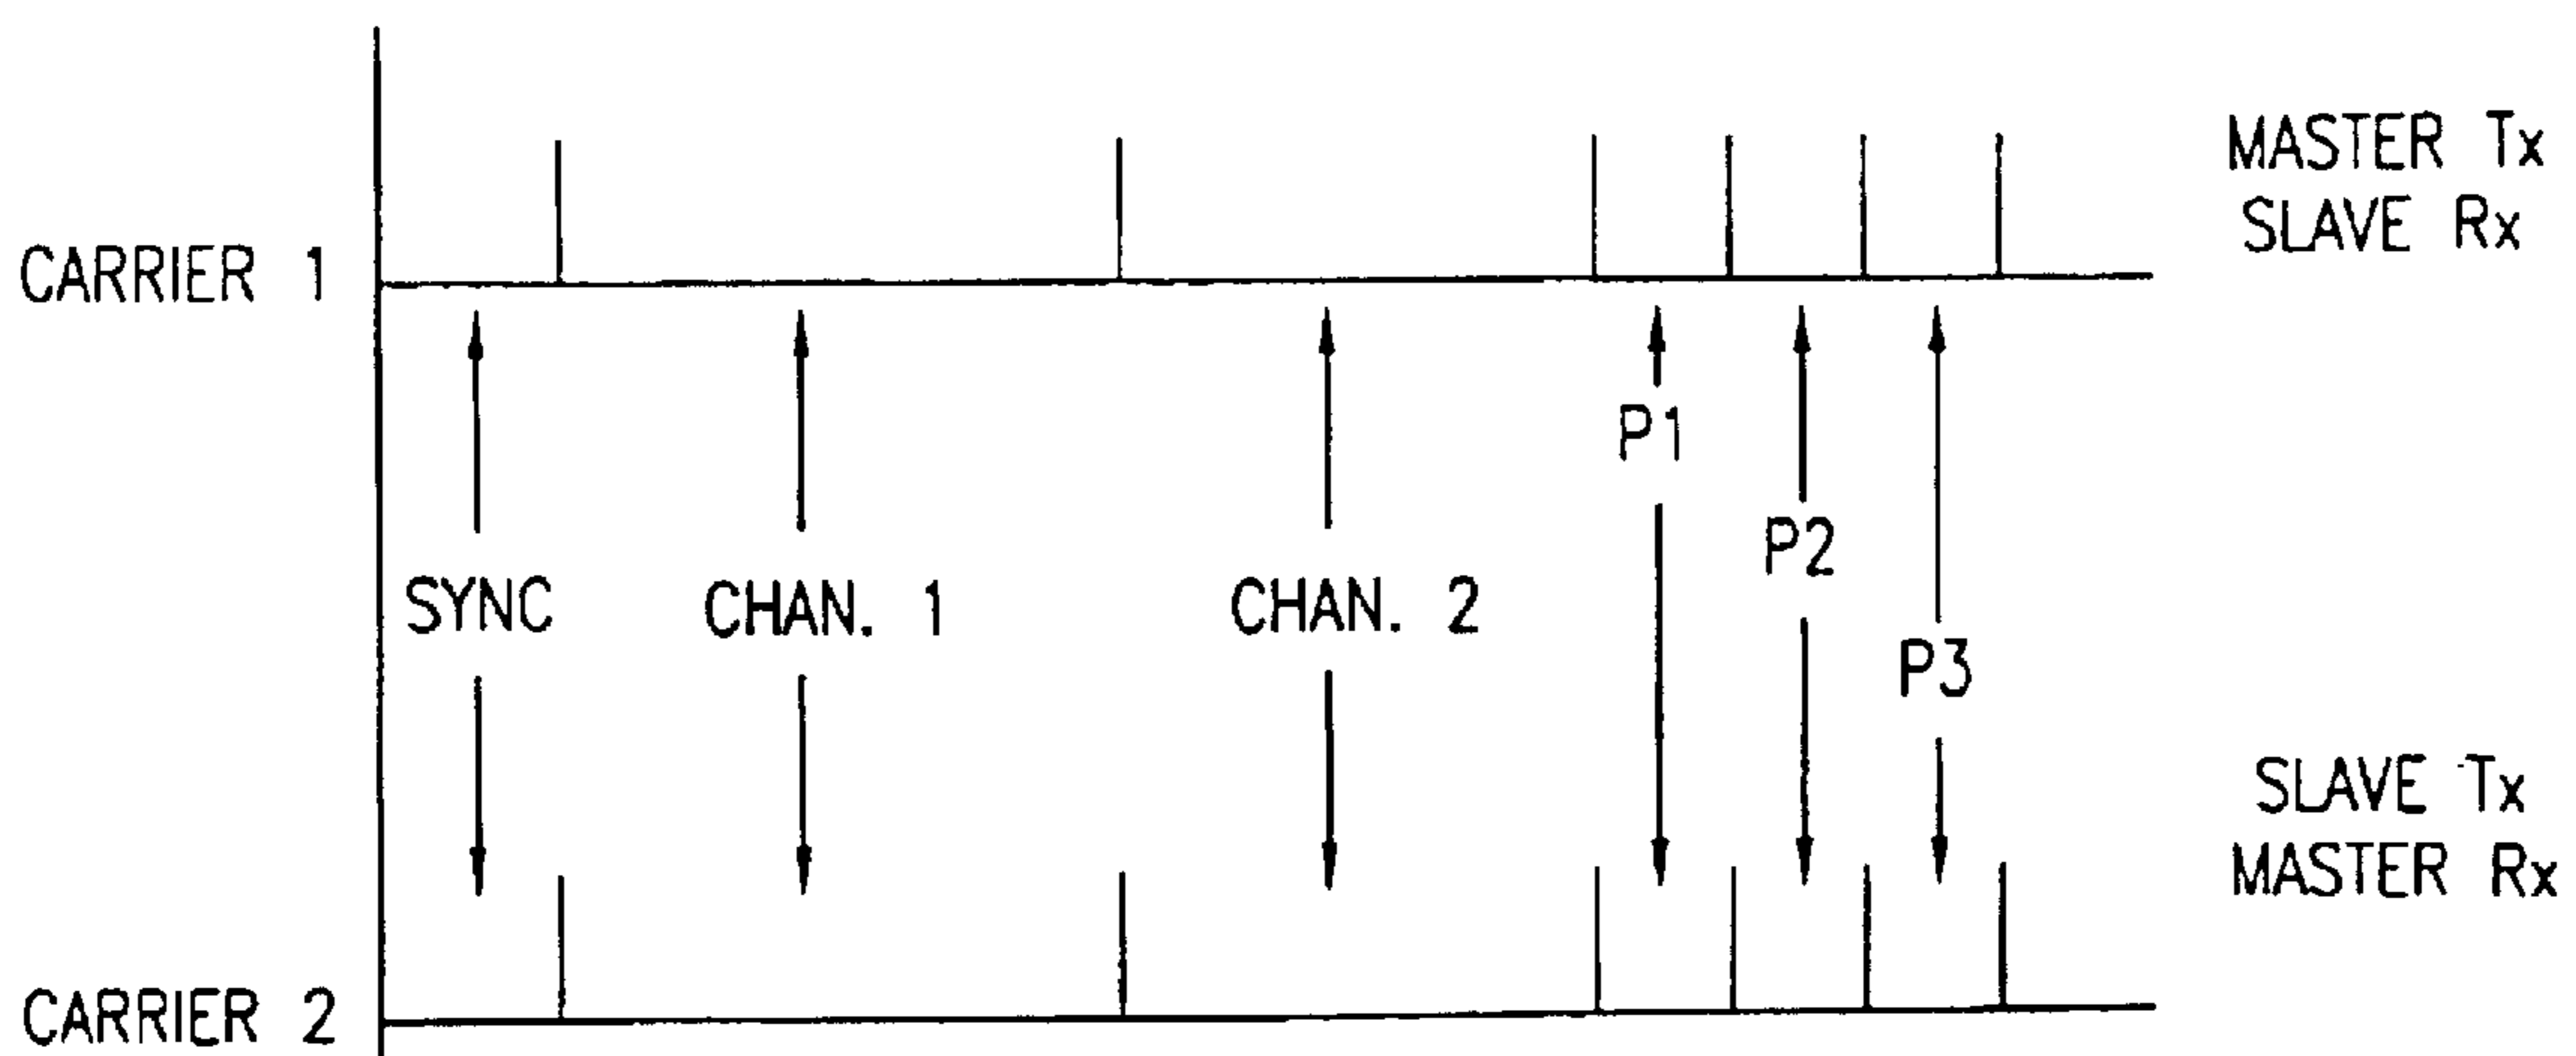 MASTER Tx
SLAVE Rx
CARRIER 1
P1
P2
SYNC
CHAN. 1
CHAN. 2
P3
SLAVE Tx
MASTER Rx
CARRIER 2